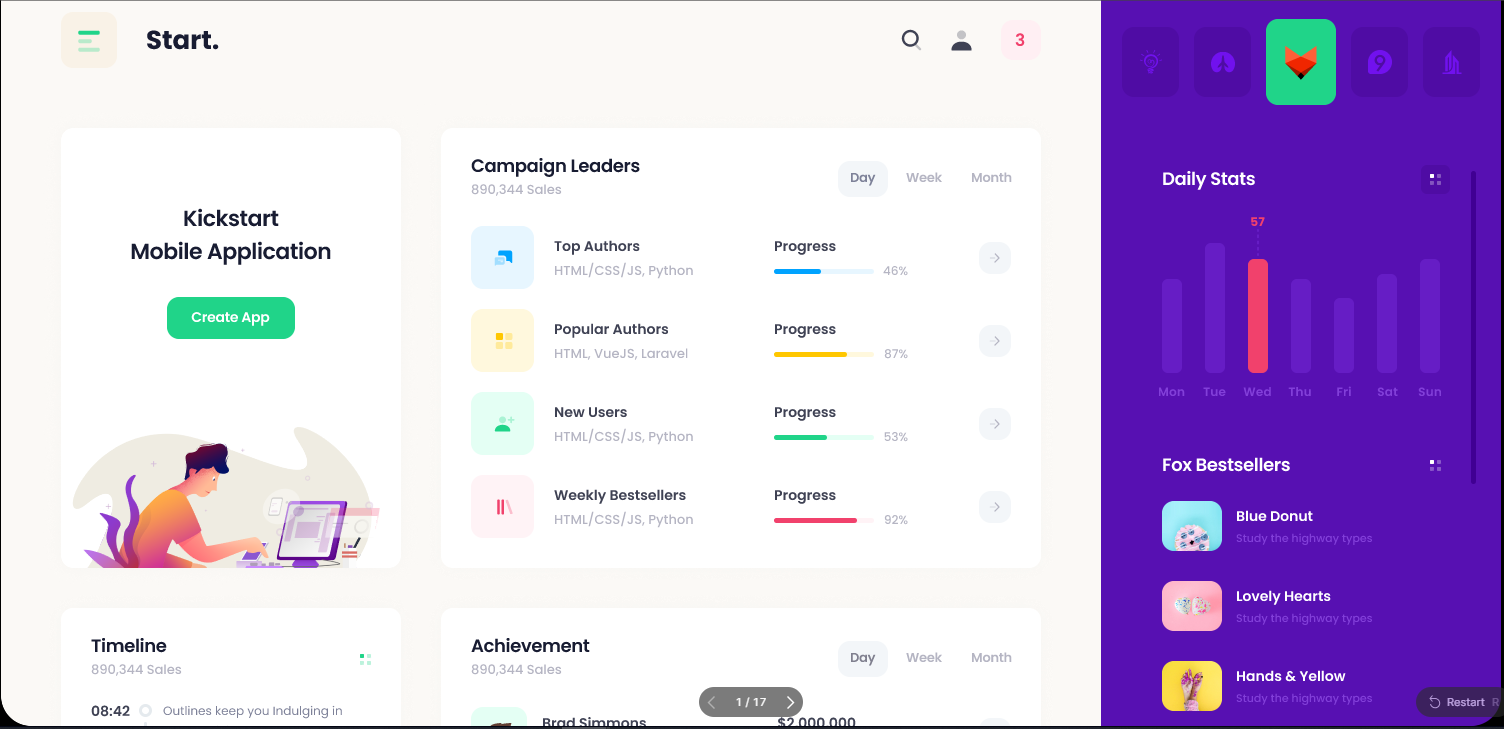 Start.
3
Kickstart
Mobile Application
Create App
Campaign Leaders
890,344 Sales
Day Week Month
Top Authors
HTML/CSS/JS, Python
Progress
46%
Popular Authors
HTML, VueJS, Laravel
Progress
87%
New Users
HTML/CSS/JS, Python
Progress
53%
Weekly Bestsellers
HTML/CSS/JS, Python
Progress
92%
Timeline
890,344 Sales
08:42 Outlines keep you Indulging in
Achievement
890,344 Sales
Day Week Month
Brad Simmons
$2,000,000
1 / 17
9
Daily Stats
57
Mon Tue Wed Thu Fri Sat Sun
Fox Bestsellers
Blue Donut
Study the highway types
Lovely Hearts
Study the highway types
Hands & Yellow
Study the highway types
Restart R